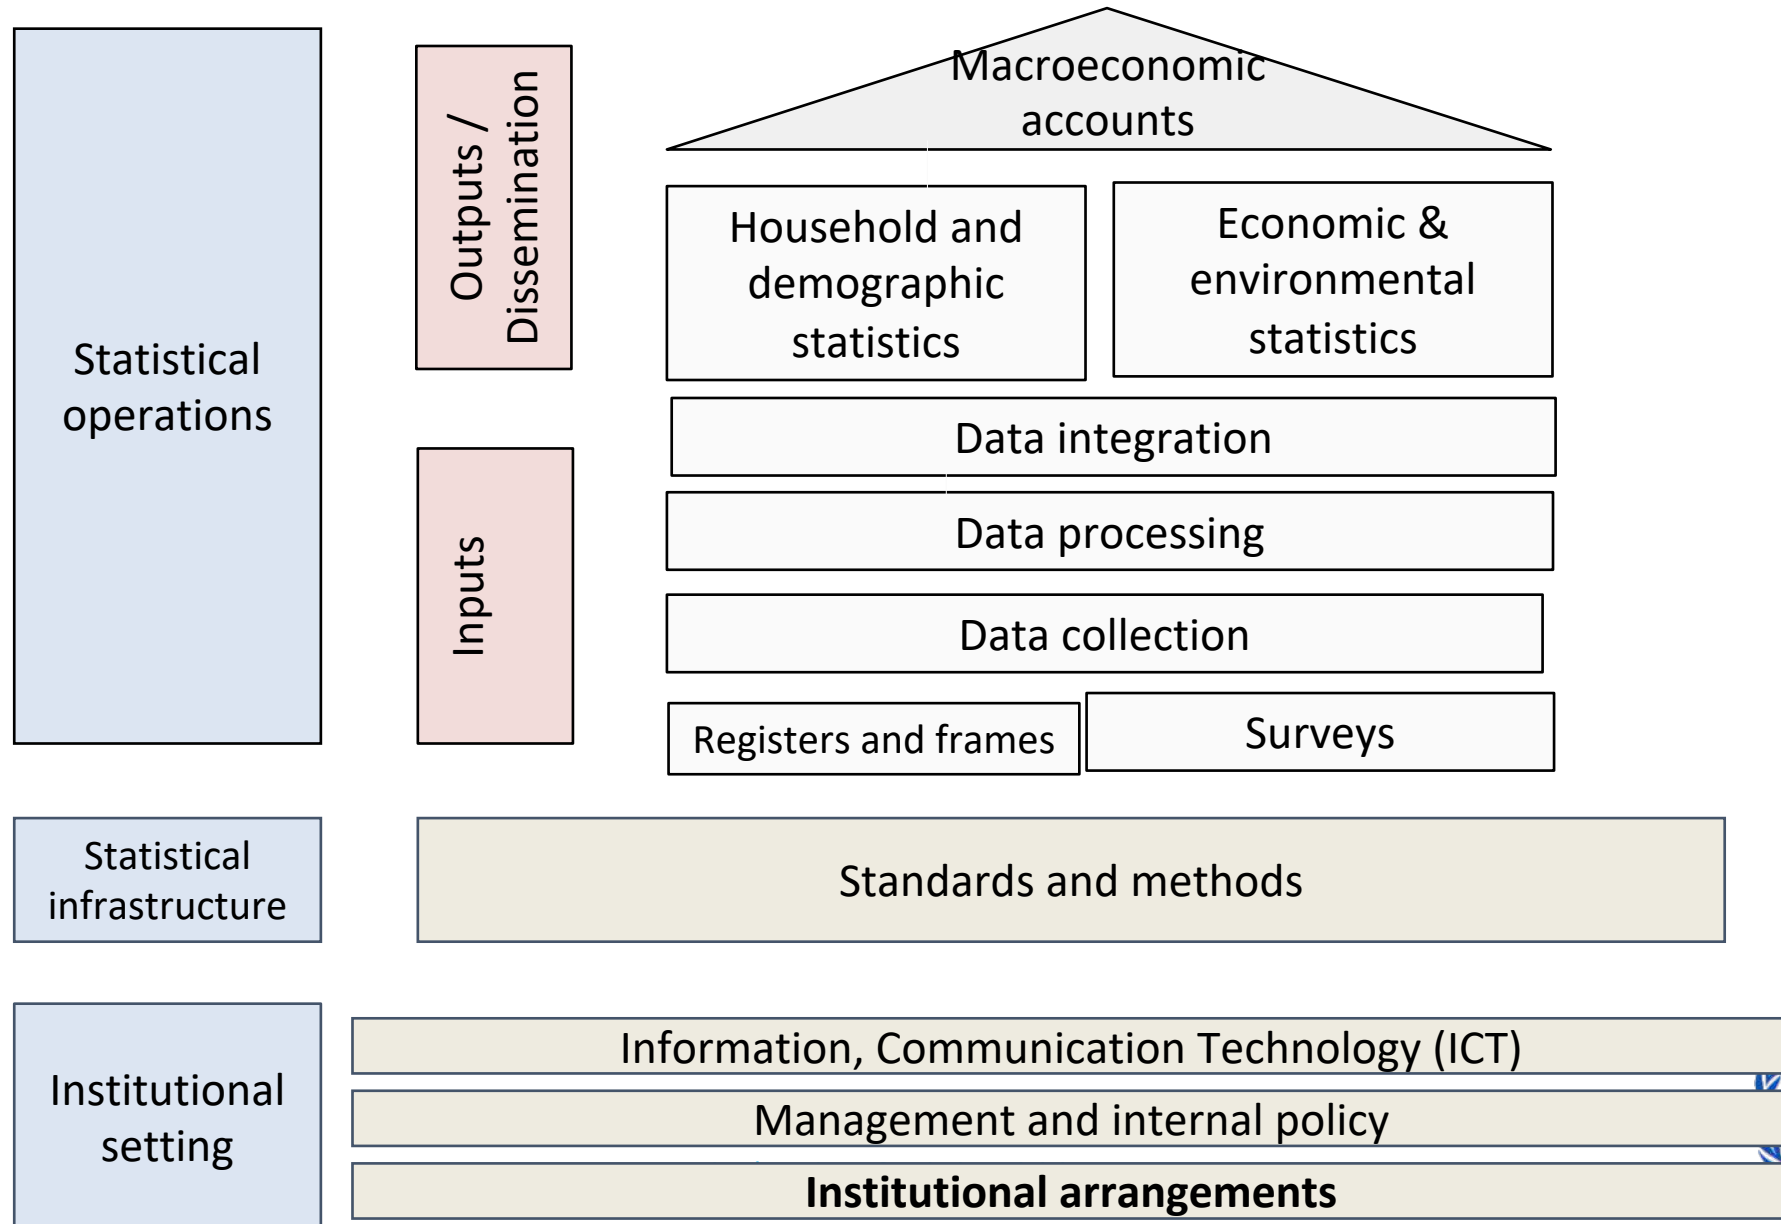 Statistical
operations
Outputs /
Dissemination
Macroeconomic
accounts
Household and
demographic
statistics
Economic &
environmental
statistics
Inputs
Data integration
Data processing
Data collection
Registers and frames
Surveys
Statistical
infrastructure
Standards and methods
Institutional
setting
Information, Communication Technology (ICT)
Management and internal policy
Institutional arrangements